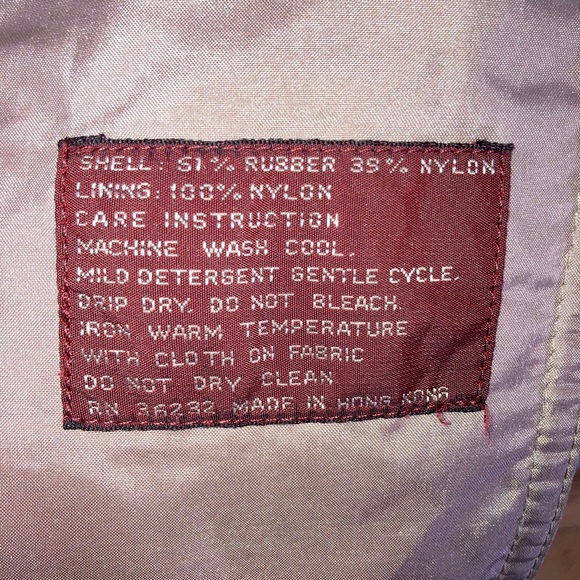 SHELL: 61% RUBBER 39% NYLON
LINING: 100% NYLON
CARE INSTRUCTION
MACHINE WASH COOL.
MILD DETERGENT GENTLE CYCLE.
DRIP DRY. DO NOT BLEACH.
IRON WARM TEMPERATURE
WITH CLOTH ON FABRIC
DO NOT DRY CLEAN
RN 36232 MADE IN HONG KONG